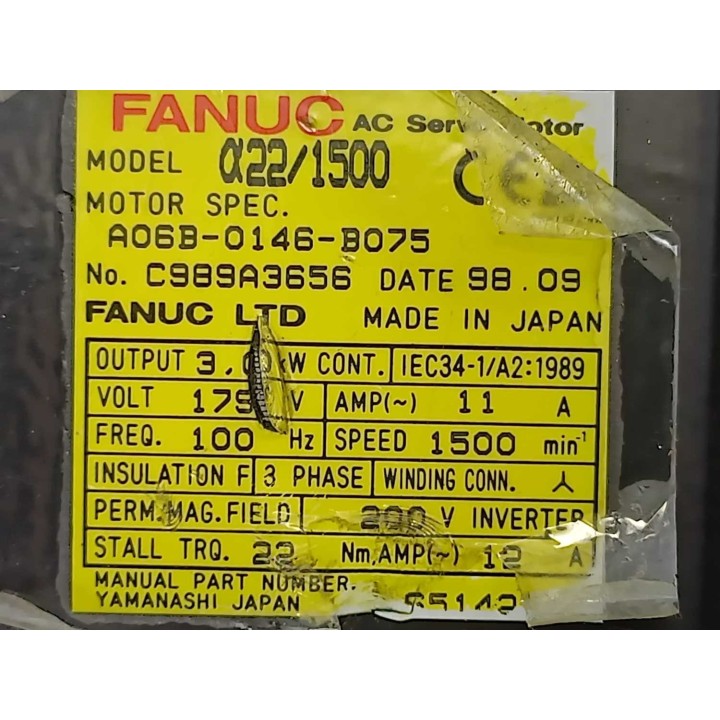 FANUC AC Servo Motor
MODEL α22/1500
MOTOR SPEC.
A06B-0146-B075
No. C989A3656 DATE 98.09
FANUC LTD MADE IN JAPAN
OUTPUT kW CONT. IEC34-1/A2:1989
VOLT V AMP(~) 11 A
FREQ. 100 Hz SPEED 1500 min⁻¹
INSULATION F 3 PHASE WINDING CONN.
PERM.MAG.FIELD 200 V INVERTER
STALL TRQ. 22 Nm,AMP(~) 12 A
MANUAL PART NUMBER.
YAMANASHI JAPAN